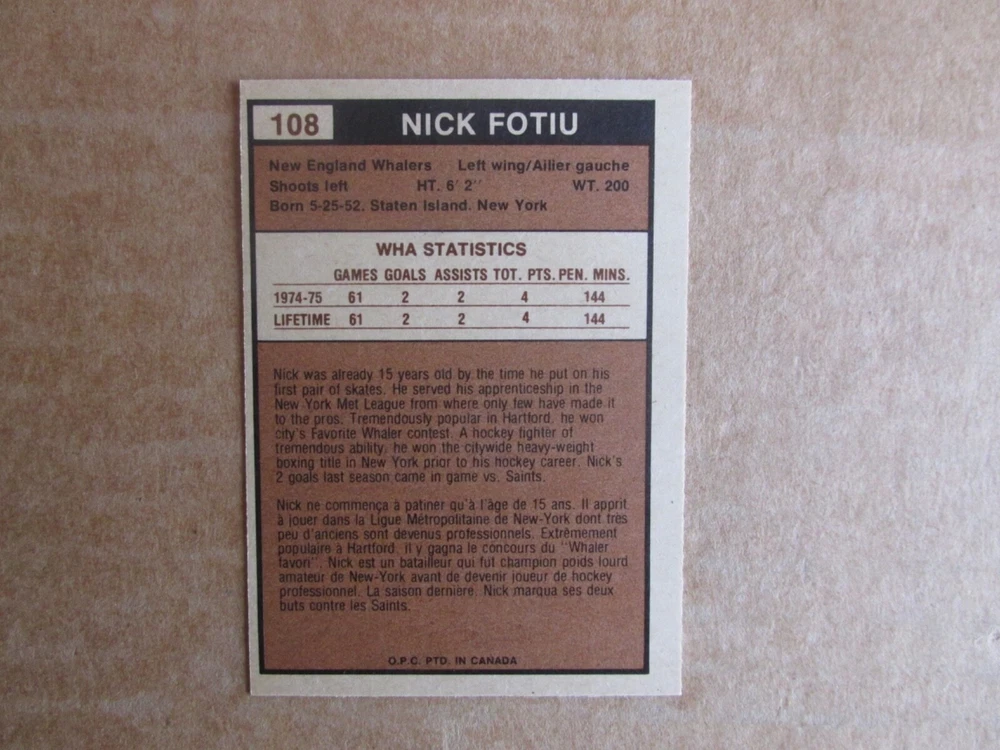 108 NICK FOTIU
New England Whalers Left wing/Ailier gauche
Shoots left HT. 6' 2'' WT. 200
Born 5-25-52. Staten Island. New York
WHA STATISTICS
GAMES GOALS ASSISTS TOT. PTS. PEN. MINS.
1974-75 61 2 2 4 144
LIFETIME 61 2 2 4 144
Nick was already 15 years old by the time he put on his
first pair of skates. He served his apprenticeship in the
New York Met League from where only few have made it
to the pros. Tremendously popular in Hartford, he won
city's Favorite Whaler contest. A hockey fighter of
tremendous ability, he won the citywide heavy-weight
boxing title in New York prior to his hockey career. Nick's
2 goals last season came in game vs. Saints.
Nick ne commença à patiner qu'à l'âge de 15 ans. Il apprit
à jouer dans la Ligue Métropolitaine de New-York dont très
peu d'anciens sont devenus professionnels. Extrêmement
populaire à Hartford, il y gagna le concours du "Whaler
favori". Nick est un batailleur qui fut champion poids lourd
amateur de New-York avant de devenir joueur de hockey
professionnel. La saison dernière, Nick marqua ses deux
buts contre les Saints.
O.P.C. PTD. IN CANADA